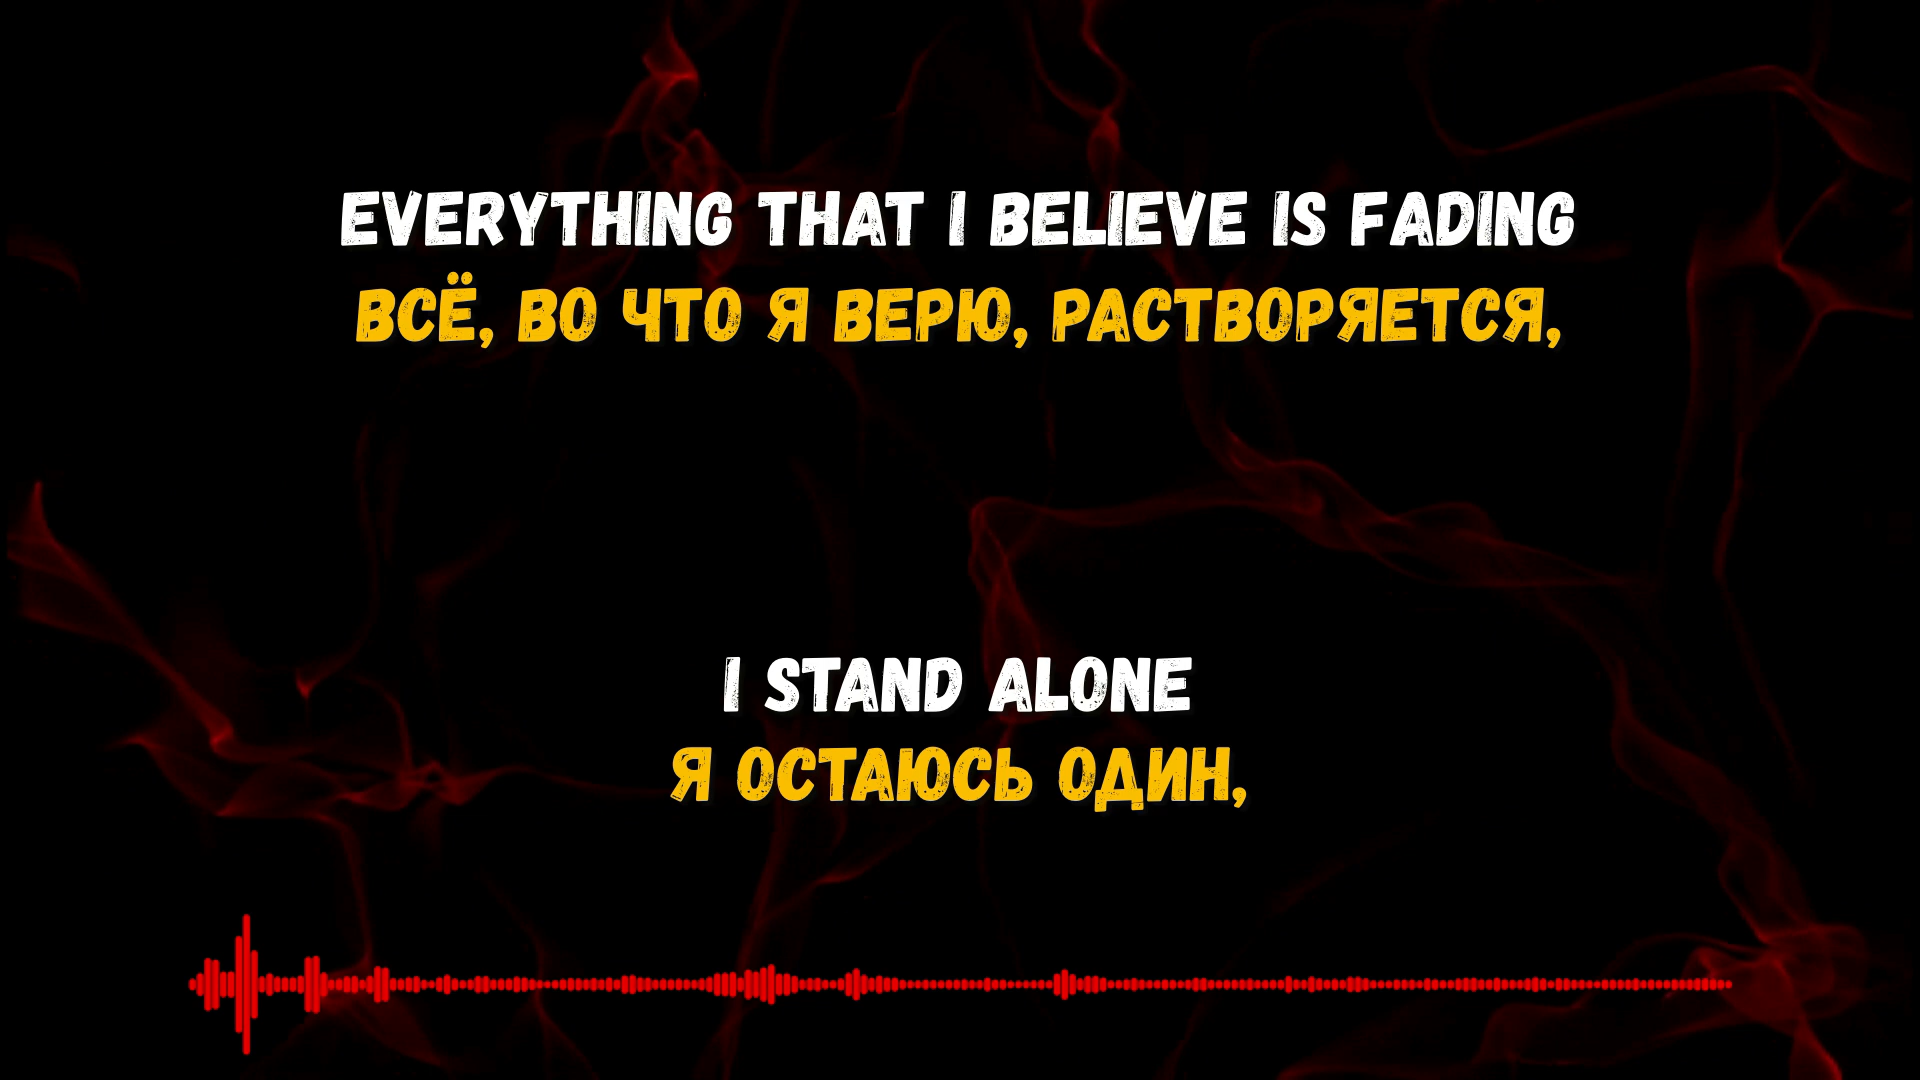 EVERYTHING THAT I BELIEVE IS FADING
ВСЁ, ВО ЧТО Я ВЕРЮ, РАСТВОРЯЕТСЯ,
I STAND ALONE
Я ОСТАЮСЬ ОДИН,